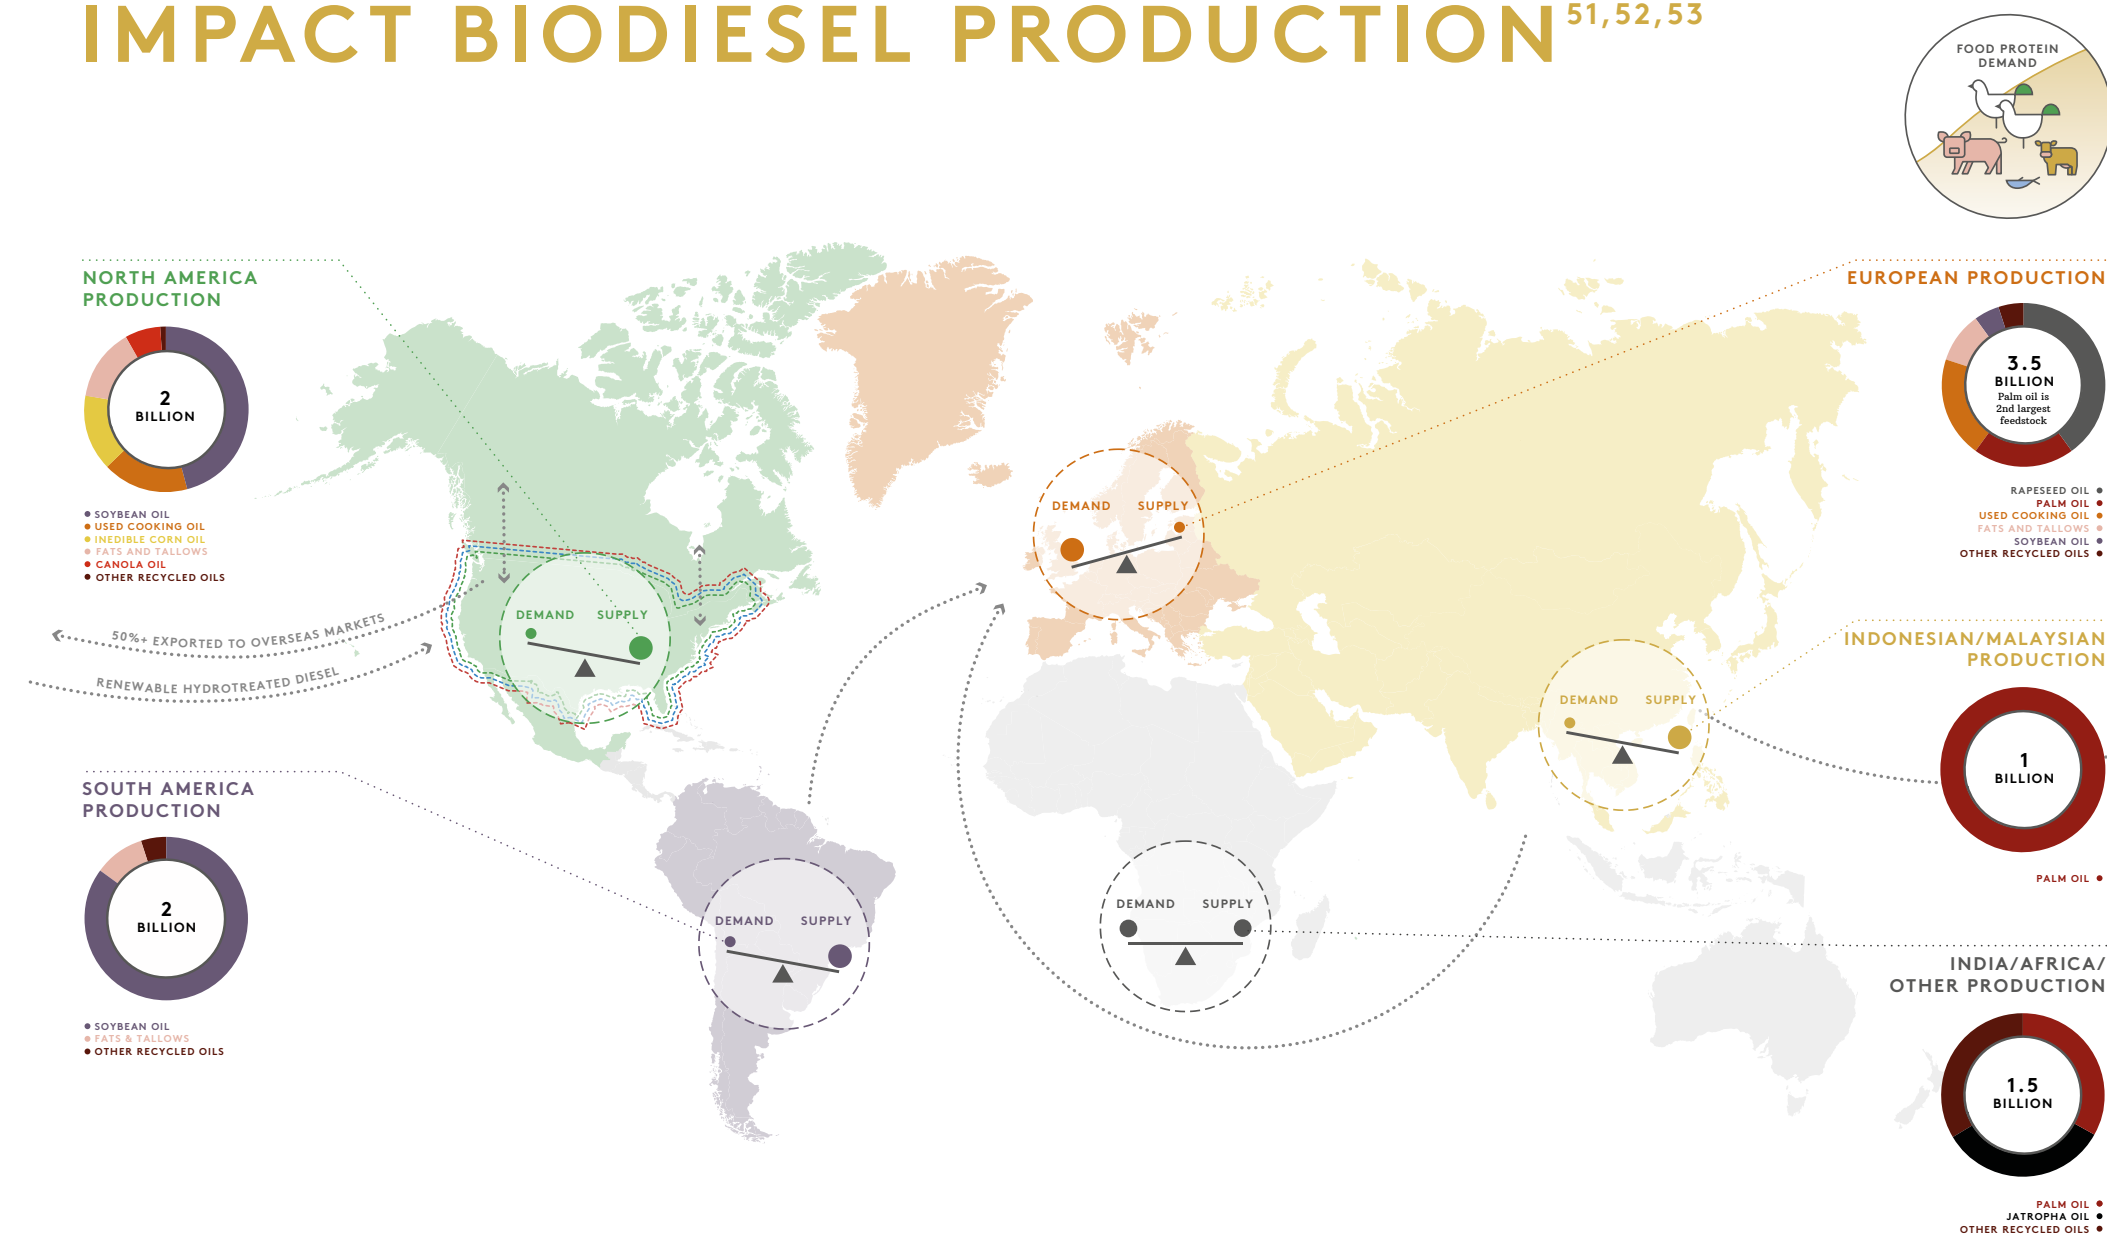 IMPACT BIODIESEL PRODUCTION 51,52,53
FOOD PROTEIN
DEMAND
NORTH AMERICA
PRODUCTION
2
BILLION
SOYBEAN OIL
USED COOKING OIL
INEDIBLE CORN OIL
FATS AND TALLOWS
CANOLA OIL
OTHER RECYCLED OILS
50%+ EXPORTED TO OVERSEAS MARKETS
RENEWABLE HYDROTREATED DIESEL
DEMAND SUPPLY
SOUTH AMERICA
PRODUCTION
2
BILLION
SOYBEAN OIL
FATS & TALLOWS
OTHER RECYCLED OILS
DEMAND SUPPLY
DEMAND SUPPLY
DEMAND SUPPLY
DEMAND SUPPLY
EUROPEAN PRODUCTION
3.5
BILLION
Palm oil is
2nd largest
feedstock
RAPESEED OIL
PALM OIL
USED COOKING OIL
FATS AND TALLOWS
SOYBEAN OIL
OTHER RECYCLED OILS
INDONESIAN/MALAYSIAN
PRODUCTION
1
BILLION
PALM OIL
INDIA/AFRICA/
OTHER PRODUCTION
1.5
BILLION
PALM OIL
JATROPHA OIL
OTHER RECYCLED OILS